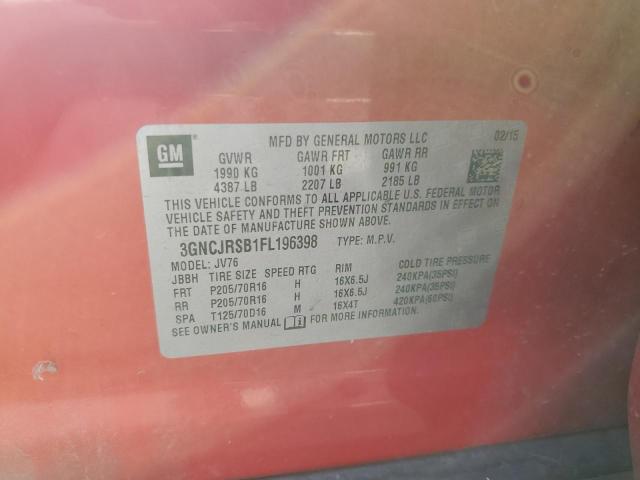 GM
MFD BY GENERAL MOTORS LLC 02/15
GVWR GAWR FRT GAWR RR
1990 KG 1001 KG 991 KG
4387 LB 2207 LB 2185 LB
THIS VEHICLE CONFORMS TO ALL APPLICABLE U.S. FEDERAL MOTOR
VEHICLE SAFETY AND THEFT PREVENTION STANDARDS IN EFFECT ON
THE DATE OF MANUFACTURE SHOWN ABOVE.
3GNCJRSB1FL196398 TYPE: M.P.V.
MODEL: JV76
JBBH TIRE SIZE SPEED RTG RIM COLD TIRE PRESSURE
FRT P205/70R16 H 16X6.5J 240KPA(35PSI)
RR P205/70R16 H 16X6.5J 240KPA(35PSI)
SPA T125/70D16 M 16X4T 420KPA(60PSI)
SEE OWNER'S MANUAL FOR MORE INFORMATION.